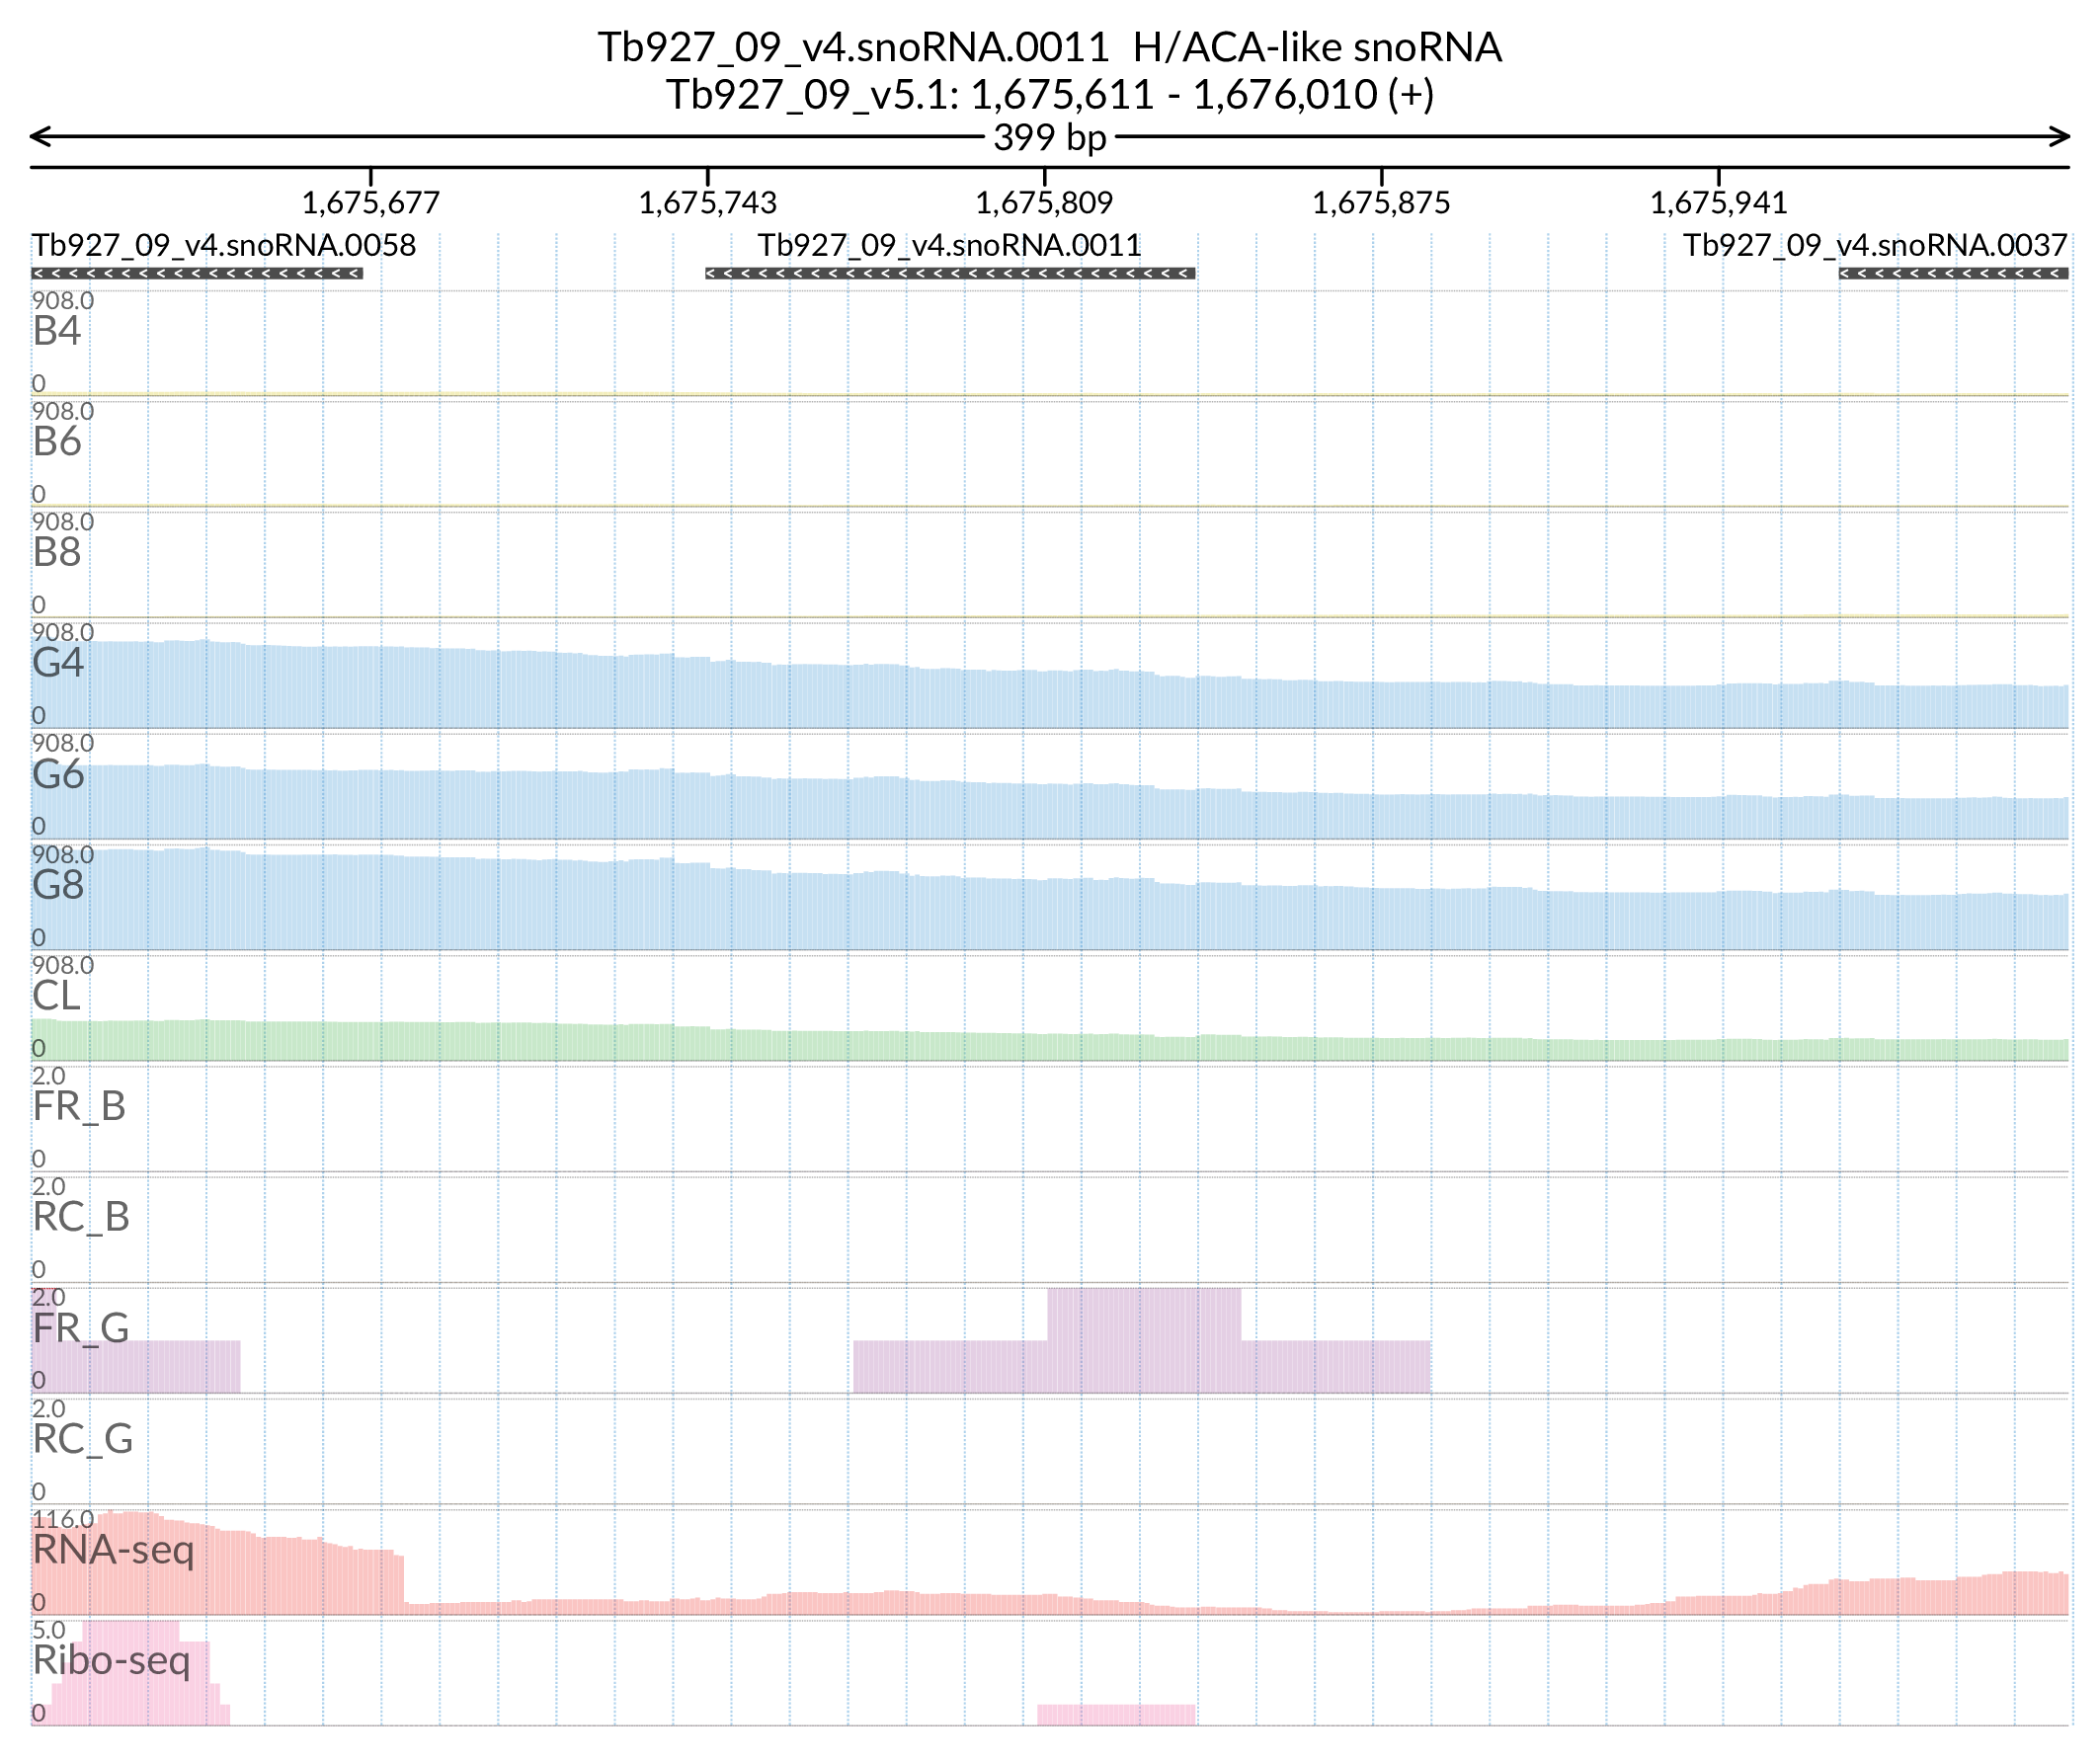 Tb927_09_v4.snoRNA.0011 H/ACA-like snoRNA
Tb927_09_v5.1: 1,675,611 - 1,676,010 (+)
399 bp
1,675,677 1,675,743 1,675,809 1,675,875 1,675,941
Tb927_09_v4.snoRNA.0058 Tb927_09_v4.snoRNA.0011 Tb927_09_v4.snoRNA.0037
908.0
B4
0
908.0
B6
0
908.0
B8
0
908.0
G4
0
908.0
G6
0
908.0
G8
0
908.0
CL
0
2.0
FR_B
0
2.0
RC_B
0
2.0
FR_G
0
2.0
RC_G
0
116.0
RNA-seq
0
5.0
Ribo-seq
0